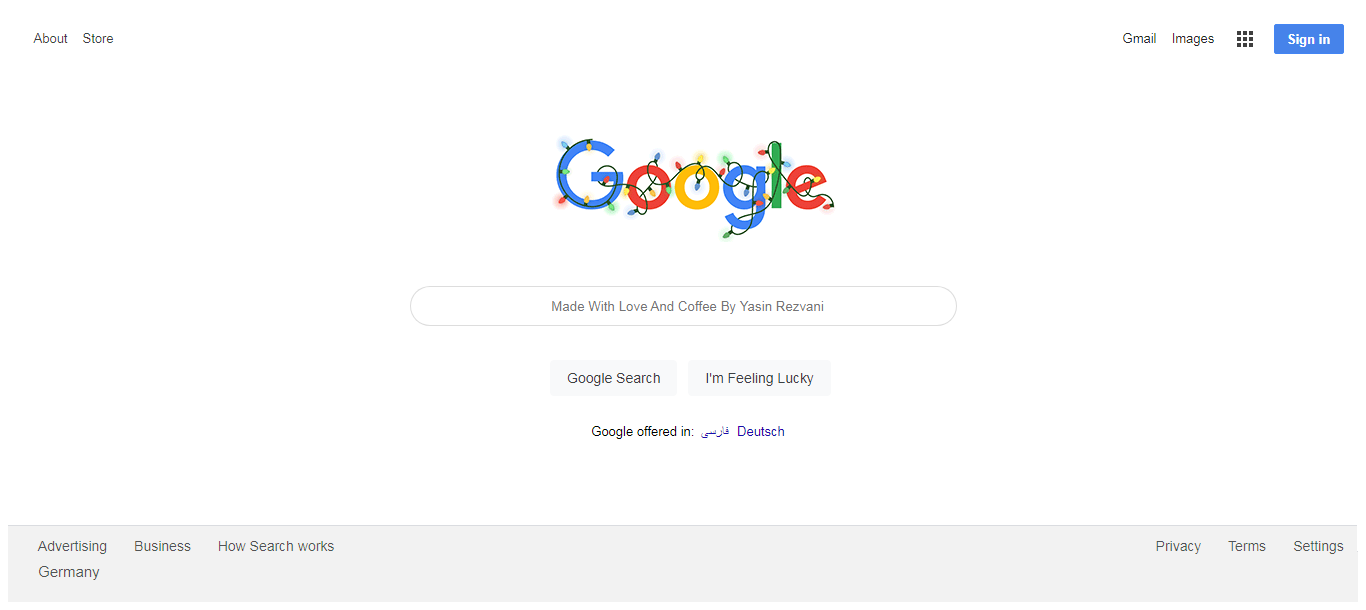 About Store
Gmail Images Sign in
Google
Made With Love And Coffee By Yasin Rezvani
Google Search I'm Feeling Lucky
Google offered in: فارسی Deutsch
Advertising Business How Search works
Privacy Terms Settings
Germany